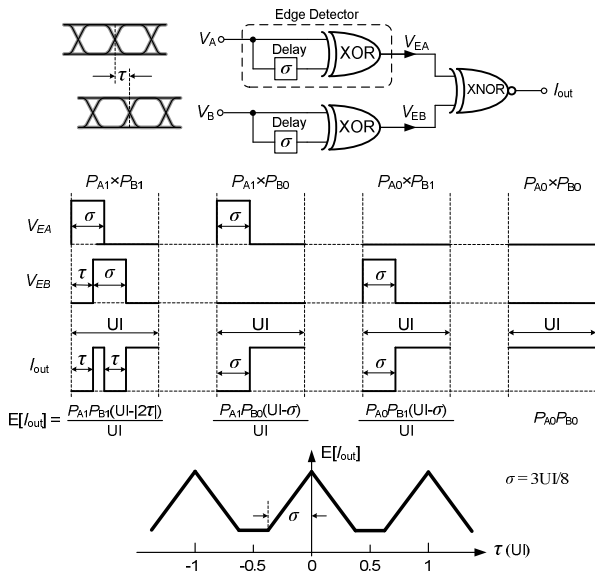 Edge Detector
V_A
Delay
σ
XOR
V_EA
XNOR
I_out
τ
V_B
Delay
σ
XOR
V_EB
P_A1×P_B1
P_A1×P_B0
P_A0×P_B1
P_A0×P_B0
V_EA
σ
σ
V_EB
τ
σ
σ
UI
UI
UI
UI
I_out
τ
τ
σ
σ
E[I_out] = P_A1P_B1(UI-|2τ|)/UI
P_A1P_B0(UI-σ)/UI
P_A0P_B1(UI-σ)/UI
P_A0P_B0
E[I_out]
σ = 3UI/8
σ
-1
-0.5
0
0.5
1
τ (UI)